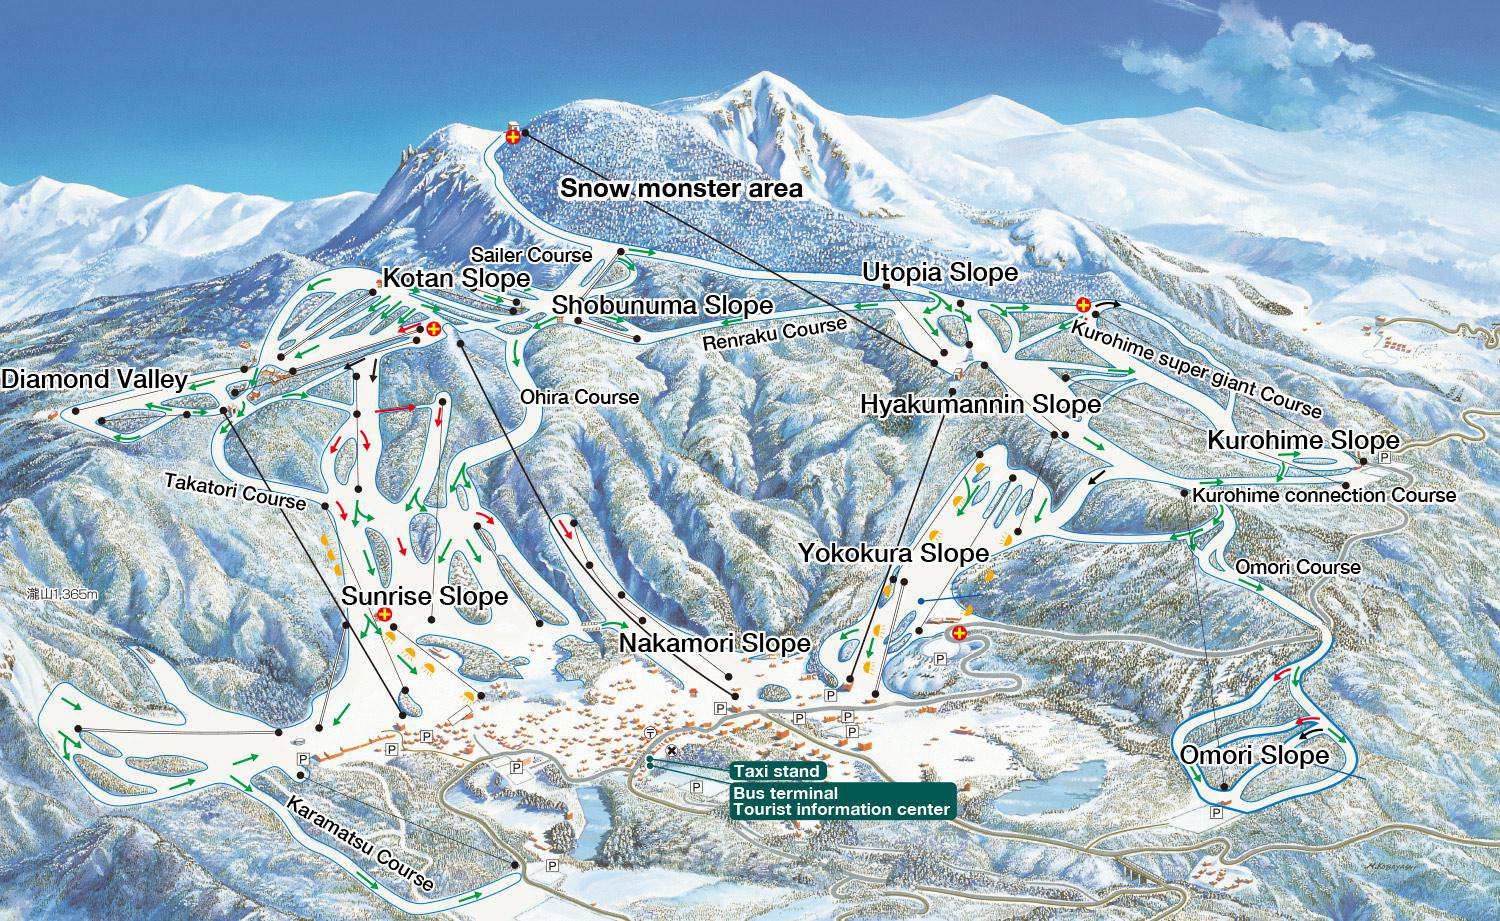 Snow monster area
Sailer Course
Kotan Slope
Utopia Slope
Shobunuma Slope
Renraku Course
Kurohime super giant Course
Diamond Valley
Ohira Course
Hyakumannin Slope
Kurohime Slope
P
Takatori Course
Kurohime connection Course
Yokokura Slope
Omori Course
瀧山1,365m
Sunrise Slope
Nakamori Slope
P
P
P
P
P
P
P
P
P
P
Omori Slope
P
P
Taxi stand
Bus terminal
Tourist information center
P
Karamatsu Course
P